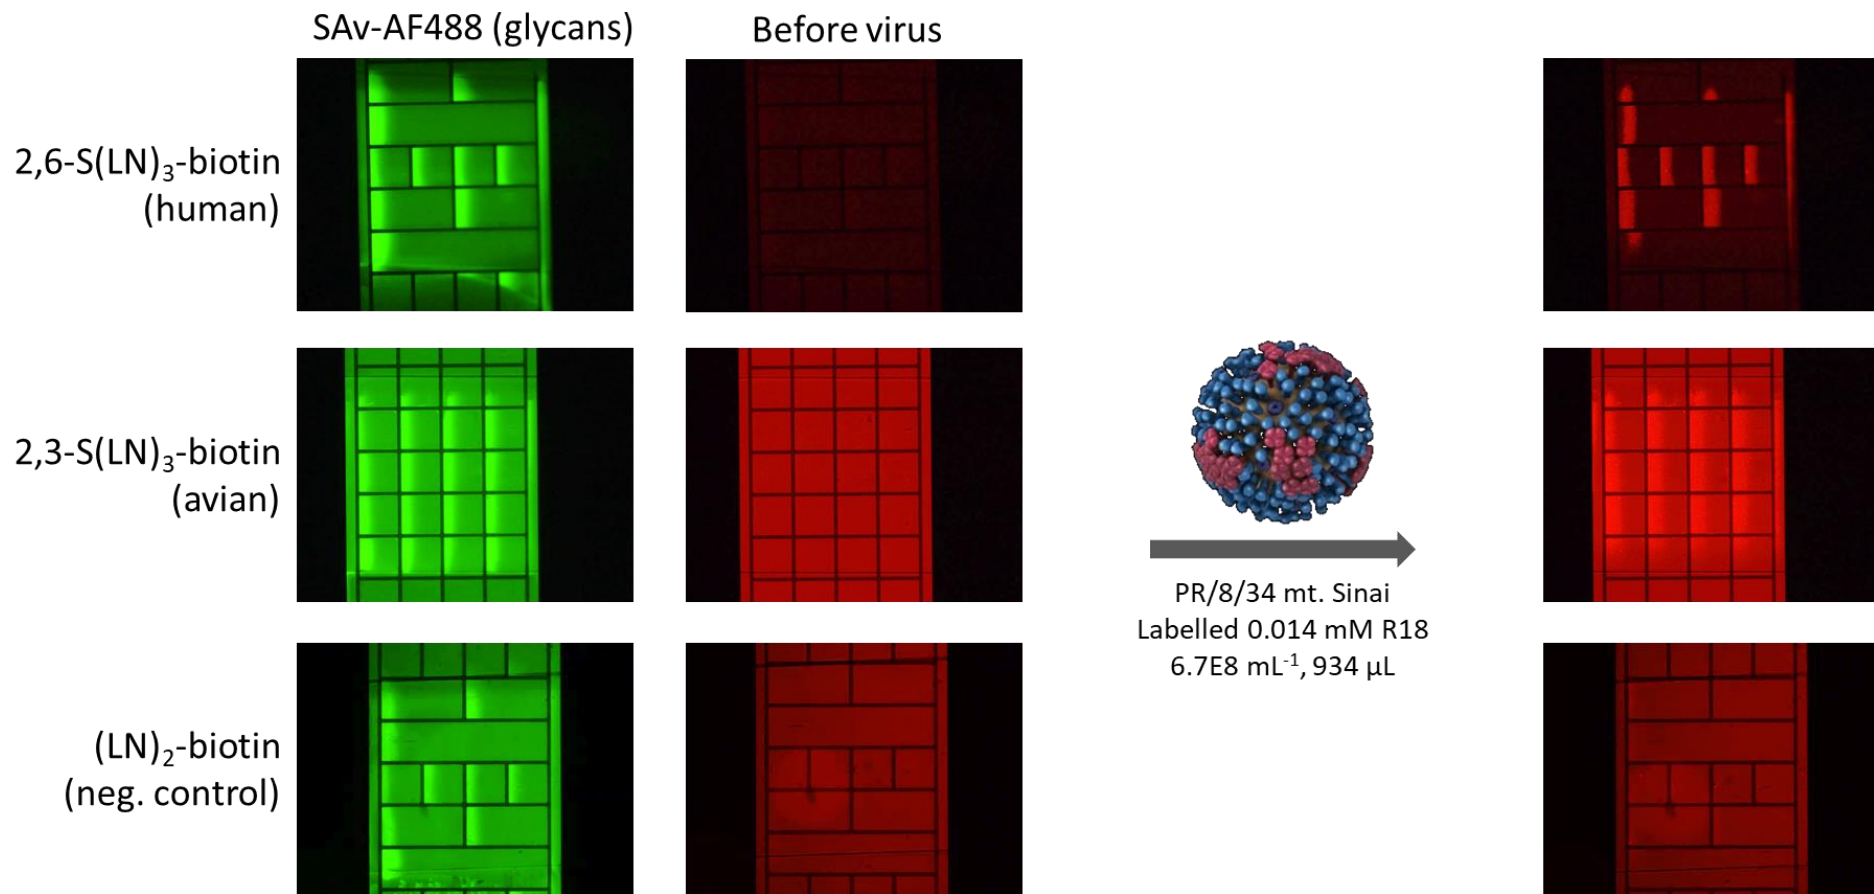 SAv-AF488 (glycans)
Before virus
2,6-S(LN)₃-biotin
(human)
2,3-S(LN)₃-biotin
(avian)
PR/8/34 mt. Sinai
Labelled 0.014 mM R18
6.7E8 mL⁻¹, 934 µL
(LN)₂-biotin
(neg. control)